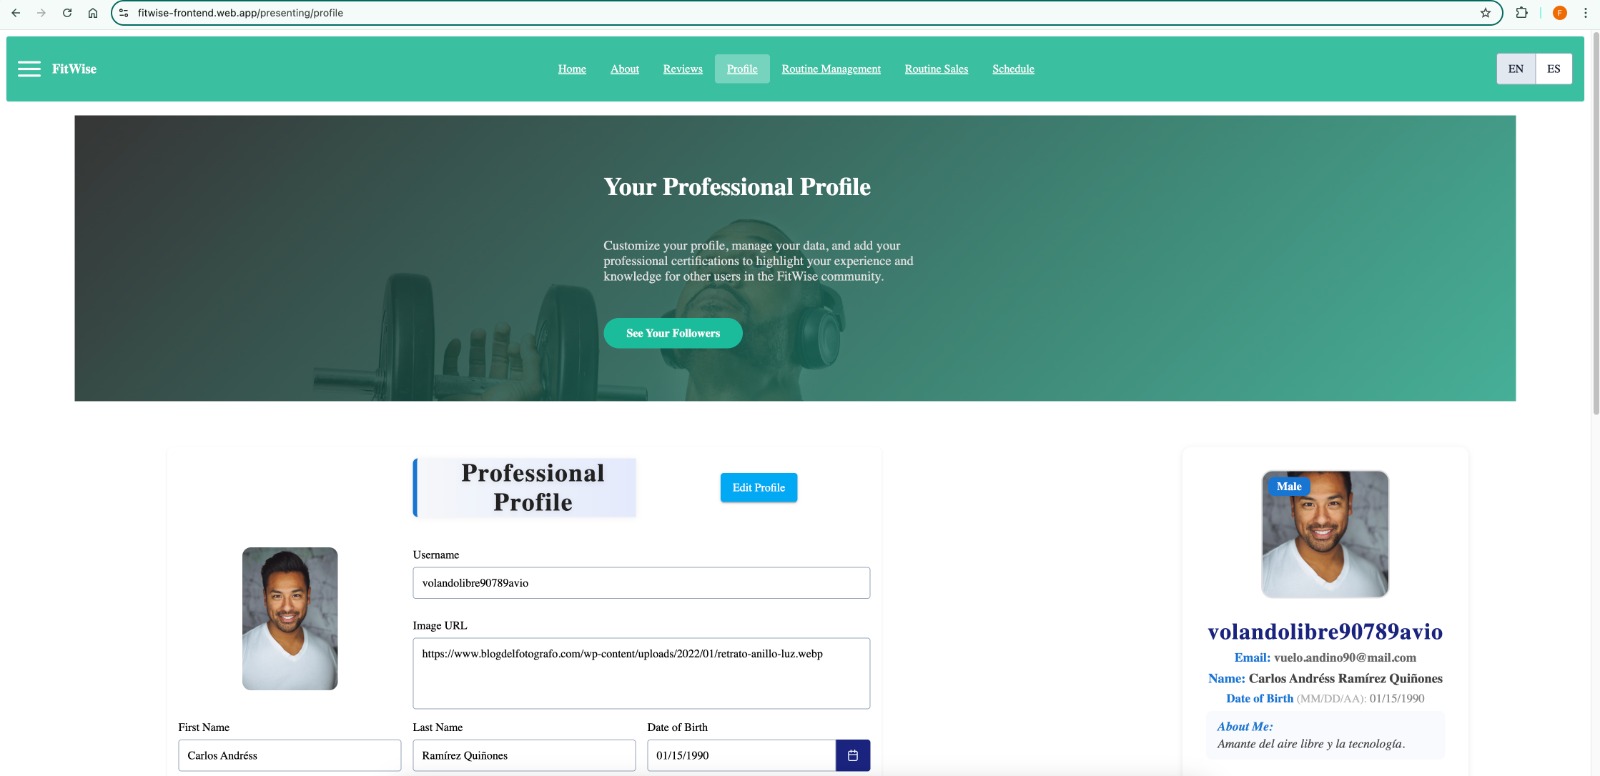 fitwise-frontend.web.app/presenting/profile
F
FitWise
Home
About
Reviews
Profile
Routine Management
Routine Sales
Schedule
EN
ES
Your Professional Profile
Customize your profile, manage your data, and add your
professional certifications to highlight your experience and
knowledge for other users in the FitWise community.
See Your Followers
Professional
Profile
Edit Profile
Username
volandolibre90789avio
Image URL
https://www.blogdelfotografo.com/wp-content/uploads/2022/01/retrato-anillo-luz.webp
First Name
Last Name
Date of Birth
Carlos Andréss
Ramírez Quiñones
01/15/1990
Male
volandolibre90789avio
Email: vuelo.andino90@mail.com
Name: Carlos Andréss Ramírez Quiñones
Date of Birth (MM/DD/AA): 01/15/1990
About Me:
Amante del aire libre y la tecnología.